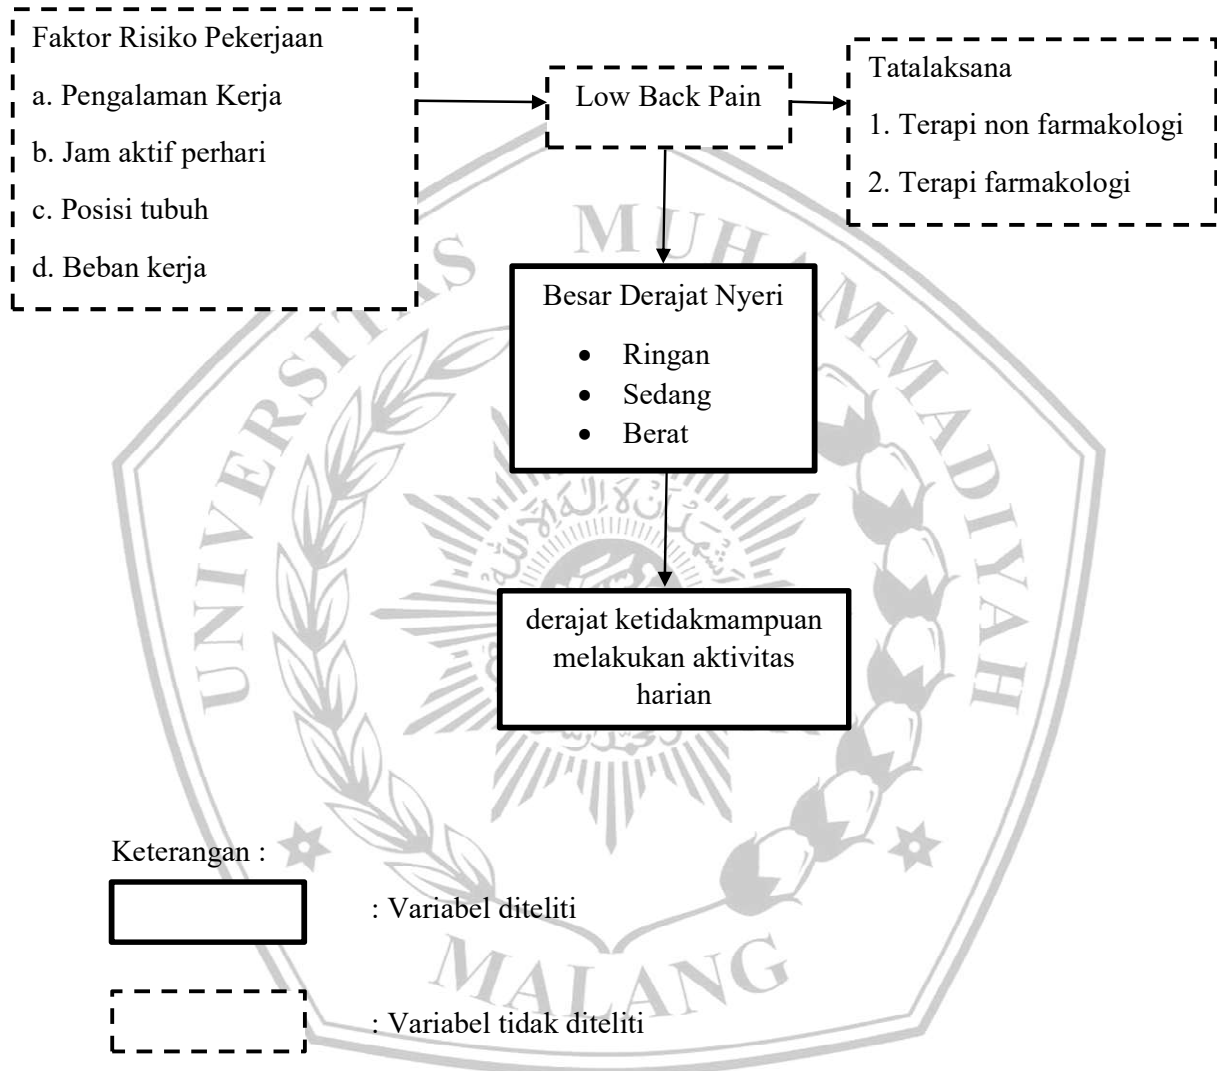 Faktor Risiko Pekerjaan
a. Pengalaman Kerja
b. Jam aktif perhari
c. Posisi tubuh
d. Beban kerja
Low Back Pain
Tatalaksana
1. Terapi non farmakologi
2. Terapi farmakologi
Besar Derajat Nyeri
• Ringan
• Sedang
• Berat
derajat ketidakmampuan
melakukan aktivitas
harian
Keterangan :
: Variabel diteliti
: Variabel tidak diteliti
UNIVERSITAS MUHAMMADIYAH
MALANG